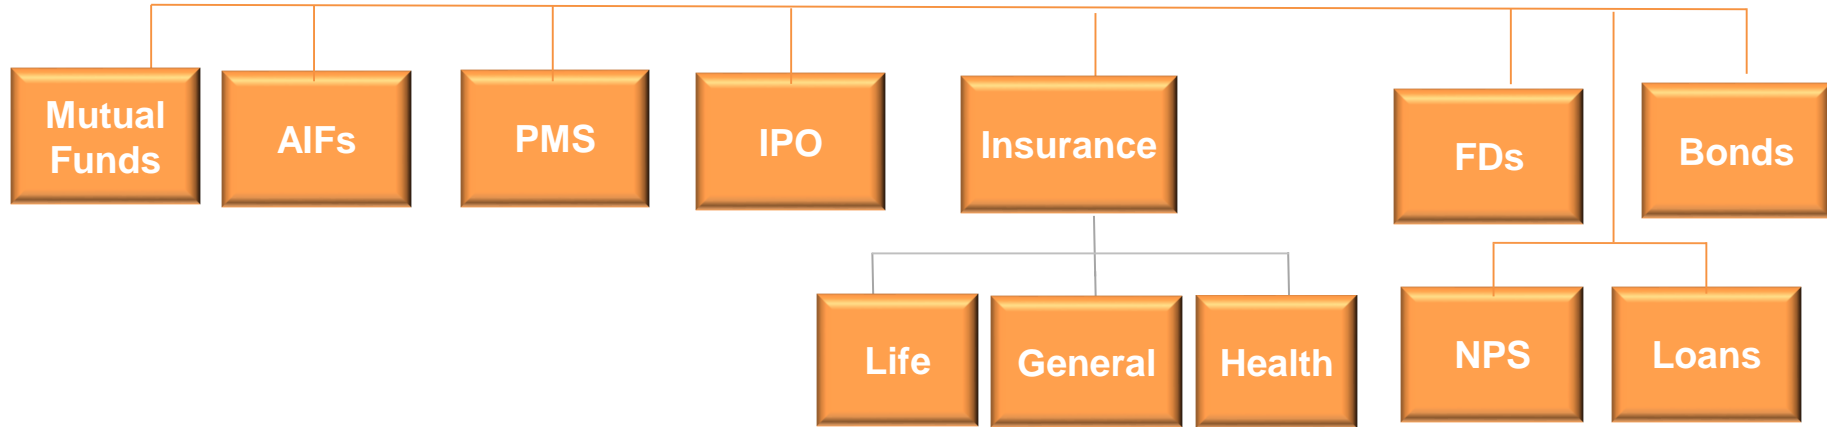 Mutual
Funds
AIFs
PMS
IPO
Insurance
FDs
Bonds
Life
General
Health
NPS
Loans